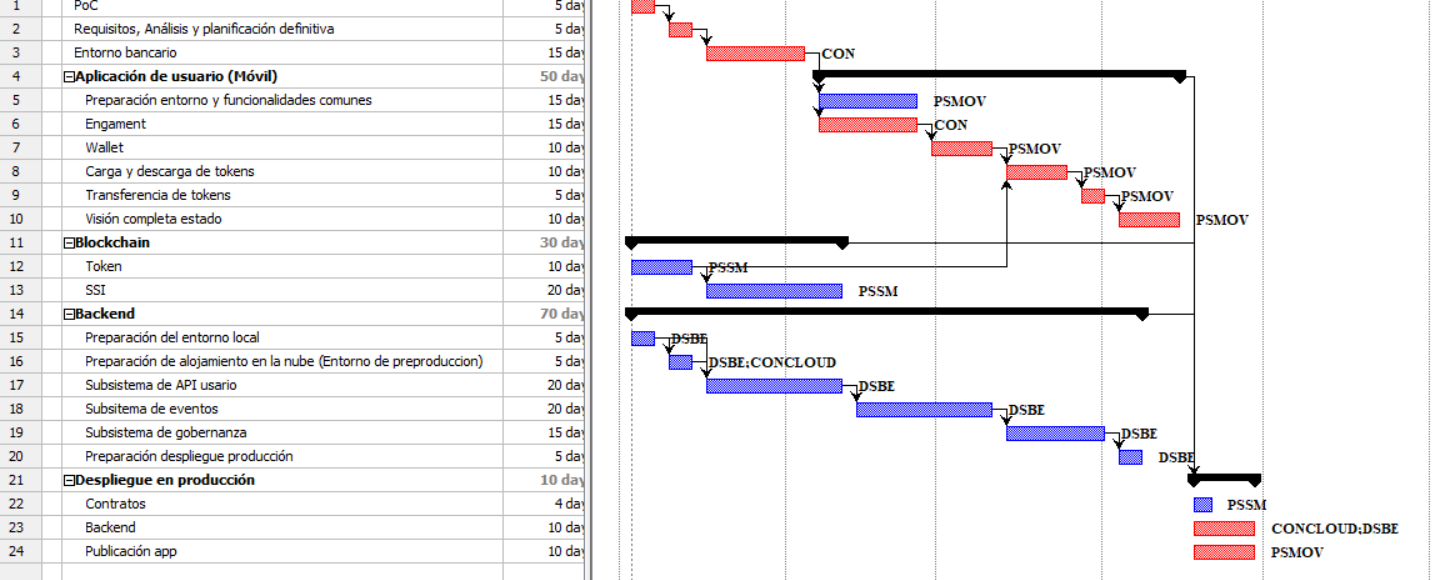 1 PoC 5 day
2 Requisitos, Análisis y planificación definitiva 5 day
3 Entorno bancario 15 day CON
4 Aplicación de usuario (Móvil) 50 day
5 Preparación entorno y funcionalidades comunes 15 day PSMOV
6 Engament 15 day CON
7 Wallet 10 day PSMOV
8 Carga y descarga de tokens 10 day PSMOV
9 Transferencia de tokens 5 day PSMOV
10 Visión completa estado 10 day PSMOV
11 Blockchain 30 day
12 Token 10 day PSSM
13 SSI 20 day PSSM
14 Backend 70 day
15 Preparación del entorno local 5 day DSBE
16 Preparación de alojamiento en la nube (Entorno de preproduccion) 5 day DSBE;CONCLOUD
17 Subsistema de API usario 20 day DSBE
18 Subsitema de eventos 20 day DSBE
19 Subsistema de gobernanza 15 day DSBE
20 Preparación despliegue producción 5 day DSBE
21 Despliegue en producción 10 day
22 Contratos 4 day PSSM
23 Backend 10 day CONCLOUD;DSBE
24 Publicación app 10 day PSMOV